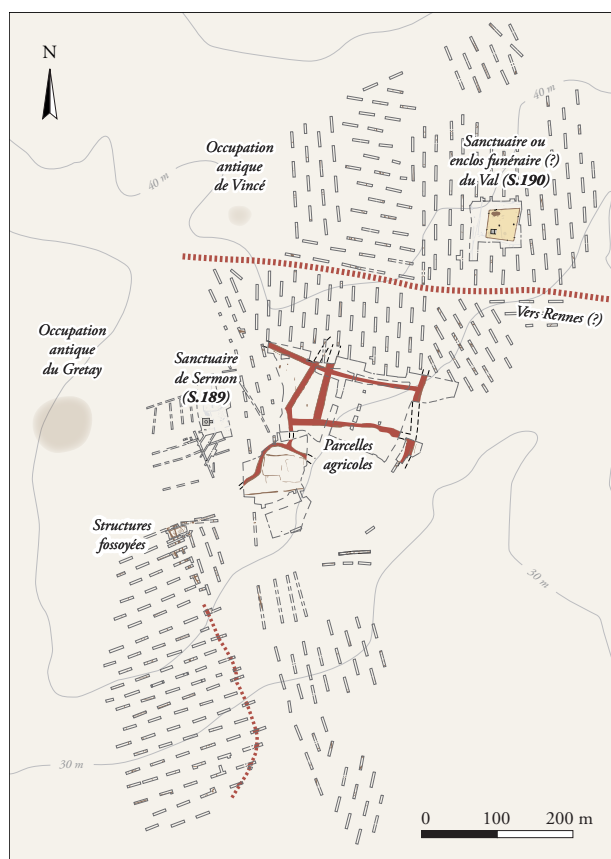 N
40 m
Occupation
antique
de Vincé
Sanctuaire ou
enclos funéraire (?)
du Val (S.190)
40 m
Vers Rennes (?)
Occupation
antique
du Gretay
Sanctuaire
de Sermon
(S.189)
Parcelles
agricoles
Structures
fossoyées
30 m
30 m
0 100 200 m